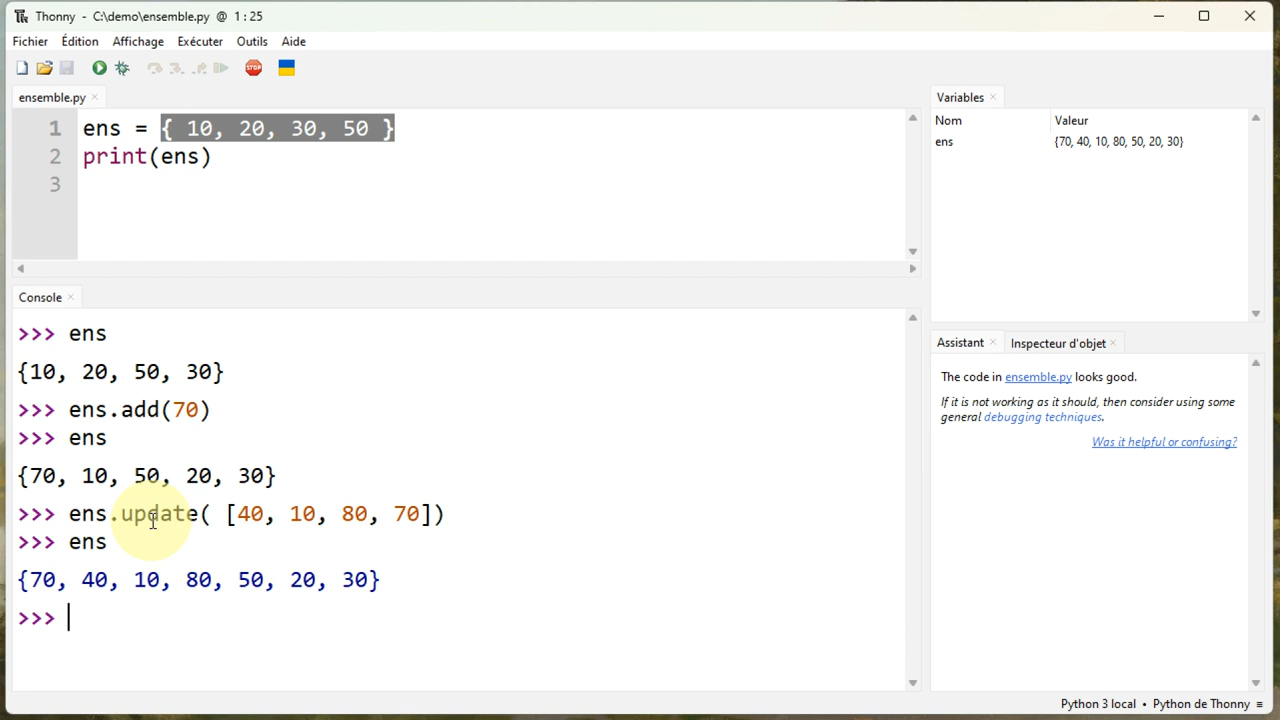 Thonny - C:\demo\ensemble.py @ 1:25
Fichier Édition Affichage Exécuter Outils Aide
STOP
ensemble.py ×
1 ens = { 10, 20, 30, 50 }
2 print(ens)
3
Console ×
>>> ens
{10, 20, 50, 30}
>>> ens.add(70)
>>> ens
{70, 10, 50, 20, 30}
>>> ens.update( [40, 10, 80, 70])
>>> ens
{70, 40, 10, 80, 50, 20, 30}
>>>
Variables ×
Nom Valeur
ens {70, 40, 10, 80, 50, 20, 30}
Assistant × Inspecteur d'objet ×
The code in ensemble.py looks good.
If it is not working as it should, then consider using some
general debugging techniques.
Was it helpful or confusing?
Python 3 local • Python de Thonny ≡